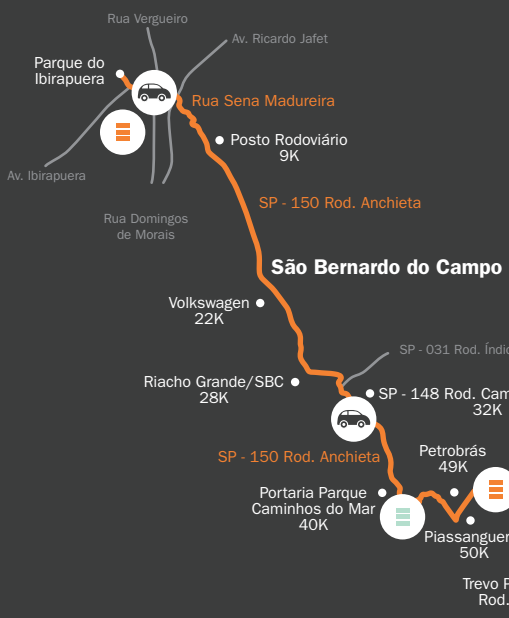 Rua Vergueiro
Av. Ricardo Jafet
Parque do
Ibirapuera
Rua Sena Madureira
Posto Rodoviário
9K
Av. Ibirapuera
SP - 150 Rod. Anchieta
Rua Domingos
de Morais
São Bernardo do Campo
Volkswagen
22K
SP - 031 Rod.
Riacho Grande/SBC
28K
SP - 148 Rod.
32K
SP - 150 Rod. Anchieta
Petrobrás
49K
Portaria Parque
Caminhos do Mar
40K
50K
Trevo
Rod.